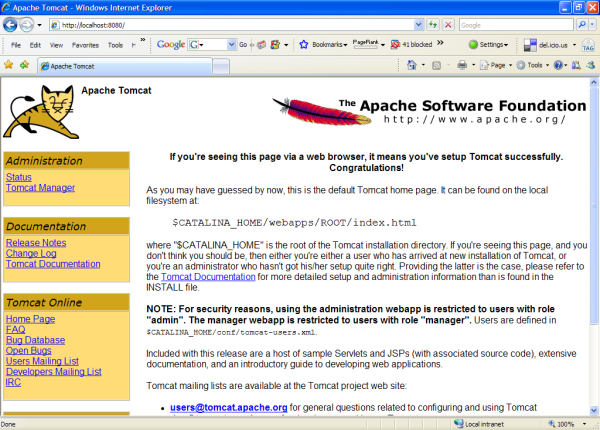 Apache Tomcat - Windows Internet Explorer
http://localhost:8080/
Google
File Edit View Favorites Tools H »
Google G Go
Bookmarks PageRank 41 blocked »
Settings
del.icio.us TAG
Apache Tomcat
Page Tools
Apache Tomcat
The Apache Software Foundation
http://www.apache.org/
Administration
Status
Tomcat Manager
Documentation
Release Notes
Change Log
Tomcat Documentation
Tomcat Online
Home Page
FAQ
Bug Database
Open Bugs
Users Mailing List
Developers Mailing List
IRC
If you're seeing this page via a web browser, it means you've setup Tomcat successfully.
Congratulations!
As you may have guessed by now, this is the default Tomcat home page. It can be found on the local
filesystem at:
$CATALINA_HOME/webapps/ROOT/index.html
where "$CATALINA_HOME" is the root of the Tomcat installation directory. If you're seeing this page, and you
don't think you should be, then either you're either a user who has arrived at new installation of Tomcat, or
you're an administrator who hasn't got his/her setup quite right. Providing the latter is the case, please refer to
the Tomcat Documentation for more detailed setup and administration information than is found in the
INSTALL file.
NOTE: For security reasons, using the administration webapp is restricted to users with role
"admin". The manager webapp is restricted to users with role "manager". Users are defined in
$CATALINA_HOME/conf/tomcat-users.xml.
Included with this release are a host of sample Servlets and JSPs (with associated source code), extensive
documentation, and an introductory guide to developing web applications.
Tomcat mailing lists are available at the Tomcat project web site:
• users@tomcat.apache.org for general questions related to configuring and using Tomcat
Done
Local intranet
100%